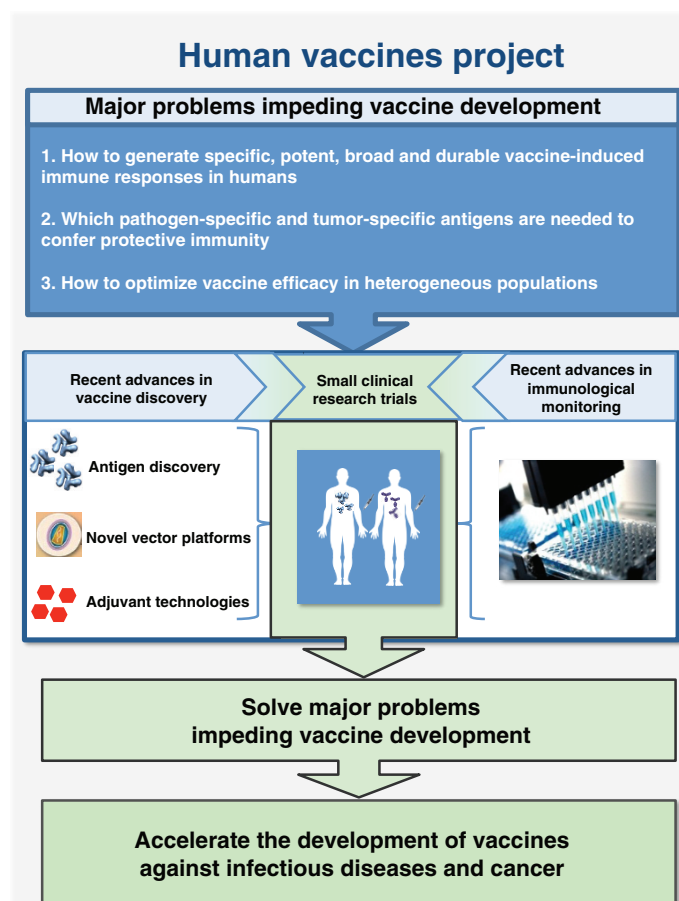 Human vaccines project
Major problems impeding vaccine development
1. How to generate specific, potent, broad and durable vaccine-induced
immune responses in humans
2. Which pathogen-specific and tumor-specific antigens are needed to
confer protective immunity
3. How to optimize vaccine efficacy in heterogeneous populations
Recent advances in
vaccine discovery
Small clinical
research trials
Recent advances in
immunological
monitoring
Antigen discovery
Novel vector platforms
Adjuvant technologies
Solve major problems
impeding vaccine development
Accelerate the development of vaccines
against infectious diseases and cancer